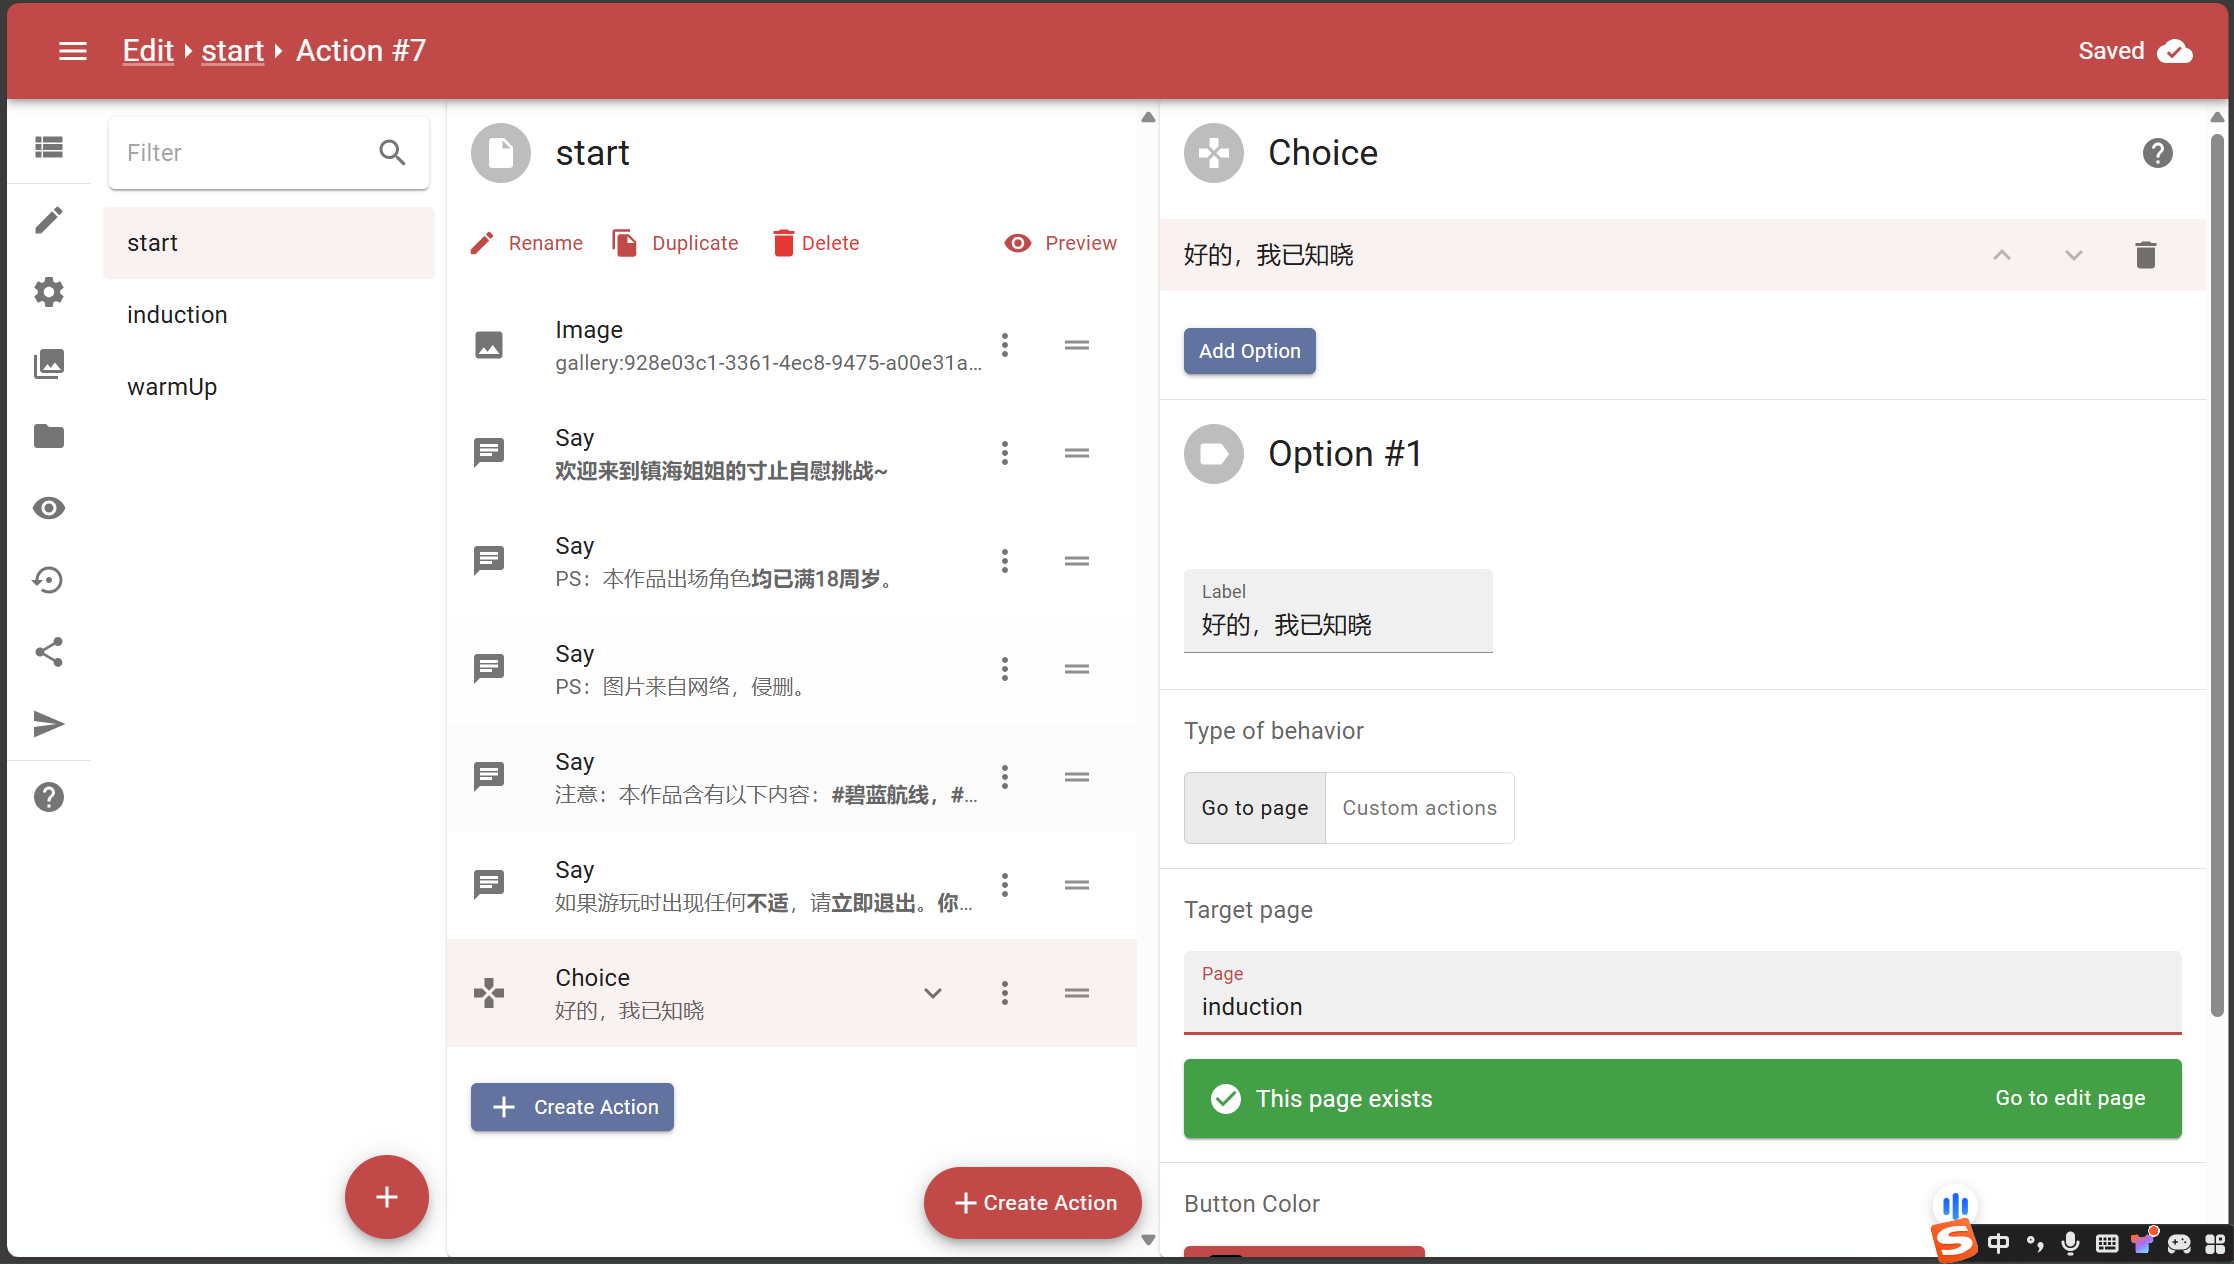 Edit start Action #7
Saved
Filter
start
induction
warmUp
start
Rename Duplicate Delete Preview
Image
gallery:928e03c1-3361-4ec8-9475-a00e31a...
Say
欢迎来到镇海姐姐的寸止自慰挑战~
Say
PS：本作品出场角色均已满18周岁。
Say
PS：图片来自网络，侵删。
Say
注意：本作品含有以下内容：#碧蓝航线，#...
Say
如果游玩时出现任何不适，请立即退出。你...
Choice
好的，我已知晓
Create Action
Create Action
Choice
好的，我已知晓
Add Option
Option #1
Label
好的，我已知晓
Type of behavior
Go to page Custom actions
Target page
Page
induction
This page exists Go to edit page
Button Color
中